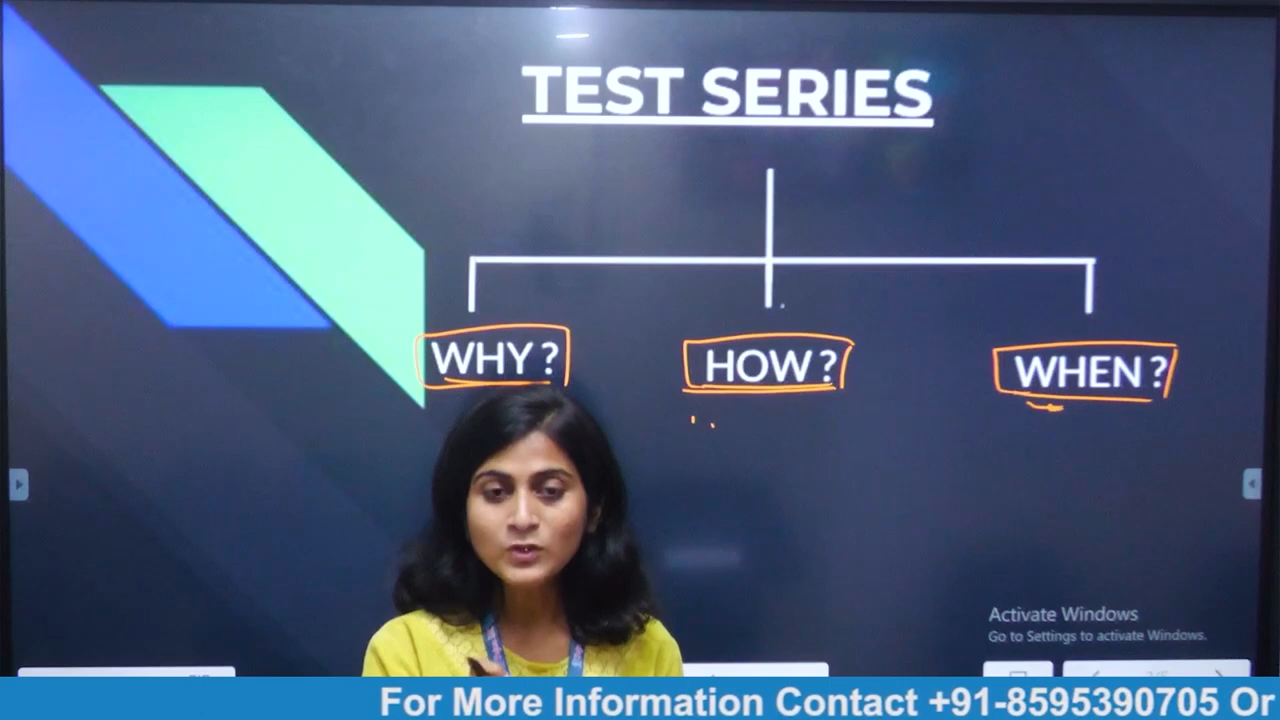 TEST SERIES
WHY ?
HOW ?
WHEN ?
Activate Windows
Go to Settings to activate Windows.
For More Information Contact +91-8595390705 Or